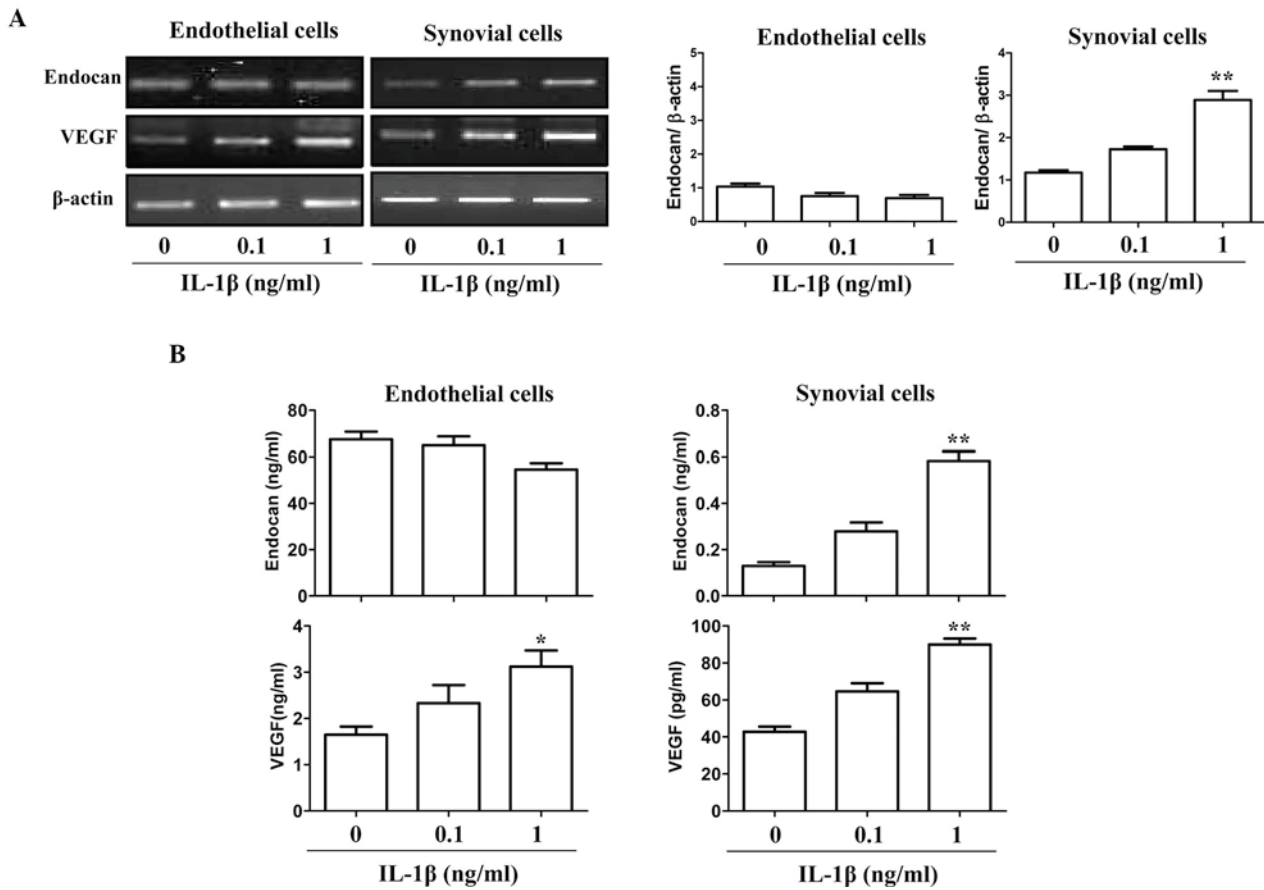 A
Endothelial cells
Synovial cells
Endocan
VEGF
β-actin
0 0.1 1
IL-1β (ng/ml)
0 0.1 1
IL-1β (ng/ml)
Endothelial cells
Endocan/ β-actin
5
4
3
2
1
0
0 0.1 1
IL-1β (ng/ml)
Synovial cells
Endocan/ β-actin
4
3
2
1
0
**
0 0.1 1
IL-1β (ng/ml)
B
Endothelial cells
Endocan (ng/ml)
80
60
40
20
0
Synovial cells
Endocan (ng/ml)
0.8
0.6
0.4
0.2
0.0
**
VEGF(ng/ml)
4
3
2
1
0
*
0 0.1 1
IL-1β (ng/ml)
VEGF (pg/ml)
100
80
60
40
20
0
**
0 0.1 1
IL-1β (ng/ml)